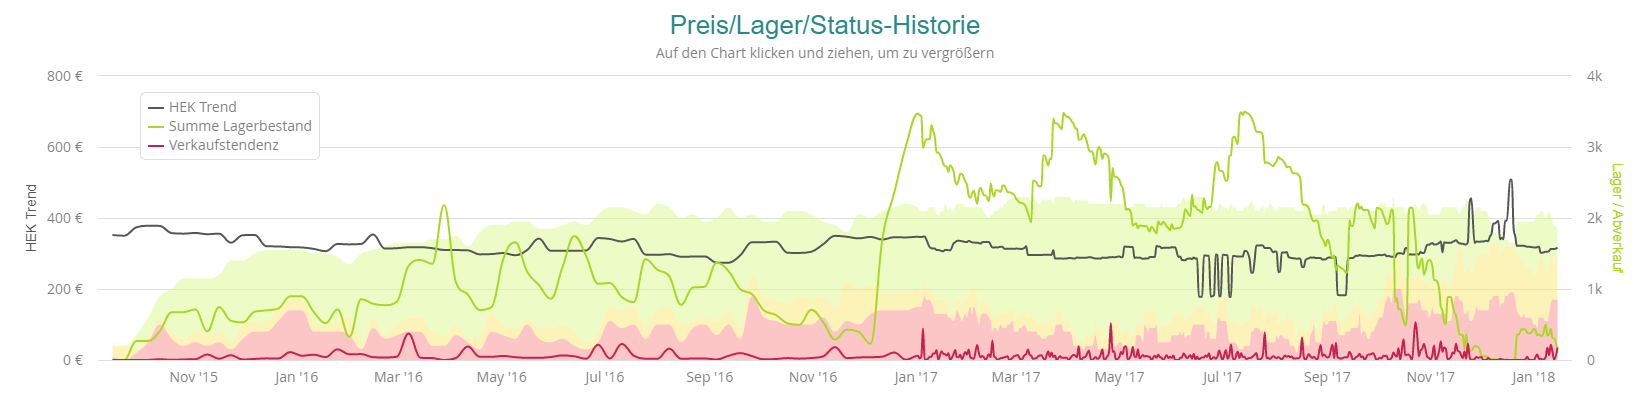 Preis/Lager/Status-Historie
Auf den Chart klicken und ziehen, um zu vergrößern
800 €
600 €
400 €
200 €
0 €
HEK Trend
HEK Trend
Summe Lagerbestand
Verkaufstendenz
4k
3k
2k
1k
0
Lager / Abverkauf
Nov '15
Jan '16
Mar '16
May '16
Jul '16
Sep '16
Nov '16
Jan '17
Mar '17
May '17
Jul '17
Sep '17
Nov '17
Jan '18